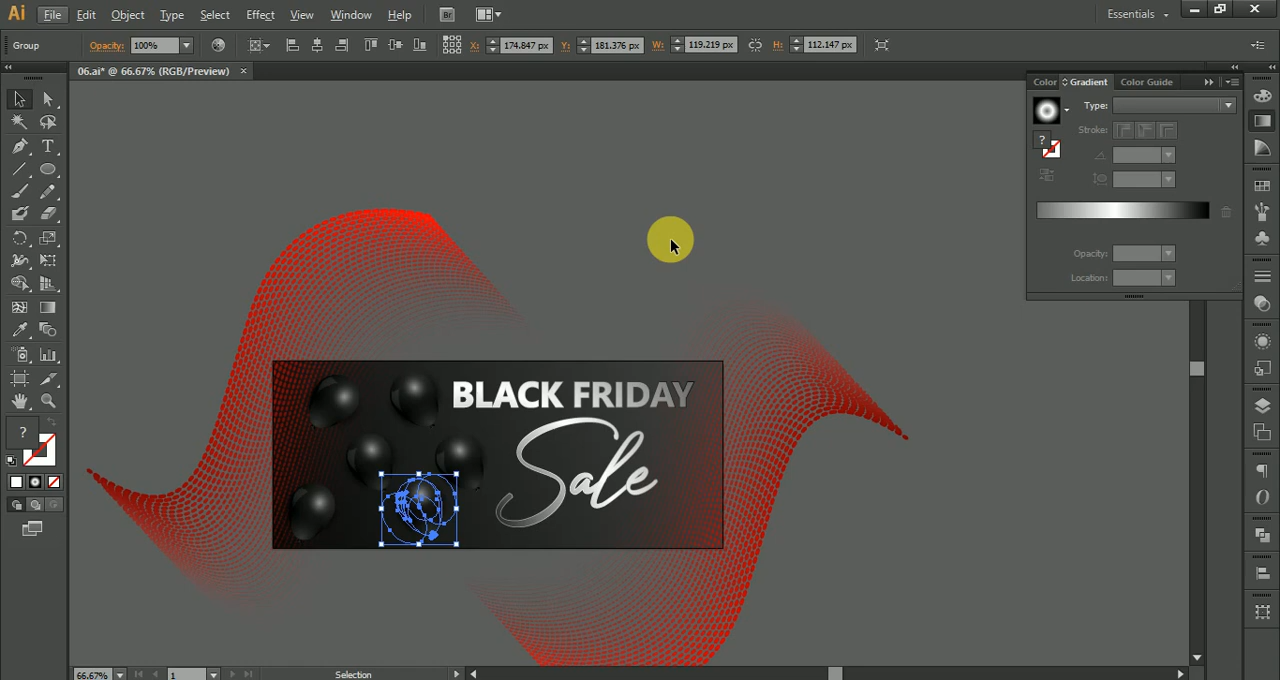 Ai File Edit Object Type Select Effect View Window Help Br Essentials
Group Opacity: 100% X: 174.847 px Y: 181.376 px W: 119.219 px H: 112.147 px
06.ai* @ 66.67% (RGB/Preview)
Color Gradient Color Guide
Type:
Stroke:
Opacity:
Location:
BLACK FRIDAY
Sale
?
?
66.67% 1 Selection